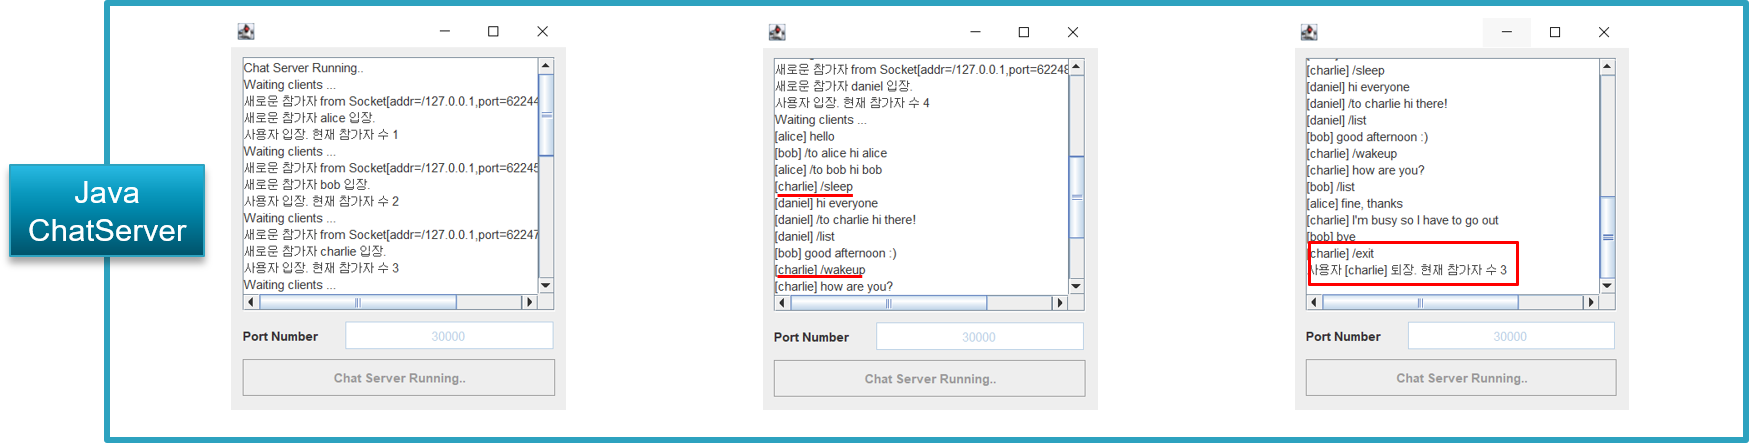 Java
ChatServer
Chat Server Running..
Waiting clients ...
새로운 참가자 from Socket[addr=/127.0.0.1,port=62244
새로운 참가자 alice 입장.
사용자 입장. 현재 참가자 수 1
Waiting clients ...
새로운 참가자 from Socket[addr=/127.0.0.1,port=62245
새로운 참가자 bob 입장.
사용자 입장. 현재 참가자 수 2
Waiting clients ...
새로운 참가자 from Socket[addr=/127.0.0.1,port=62247
새로운 참가자 charlie 입장.
사용자 입장. 현재 참가자 수 3
Waiting clients ...
Port Number
30000
Chat Server Running..
새로운 참가자 from Socket[addr=/127.0.0.1,port=62248
새로운 참가자 daniel 입장.
사용자 입장. 현재 참가자 수 4
Waiting clients ...
[alice] hello
[bob] /to alice hi alice
[alice] /to bob hi bob
[charlie] /sleep
[daniel] hi everyone
[daniel] /to charlie hi there!
[daniel] /list
[bob] good afternoon :)
[charlie] /wakeup
[charlie] how are you?
Port Number
30000
Chat Server Running..
[charlie] /sleep
[daniel] hi everyone
[daniel] /to charlie hi there!
[daniel] /list
[bob] good afternoon :)
[charlie] /wakeup
[charlie] how are you?
[bob] /list
[alice] fine, thanks
[charlie] I'm busy so I have to go out
[bob] bye
[charlie] /exit
사용자 [charlie] 퇴장. 현재 참가자 수 3
Port Number
30000
Chat Server Running..